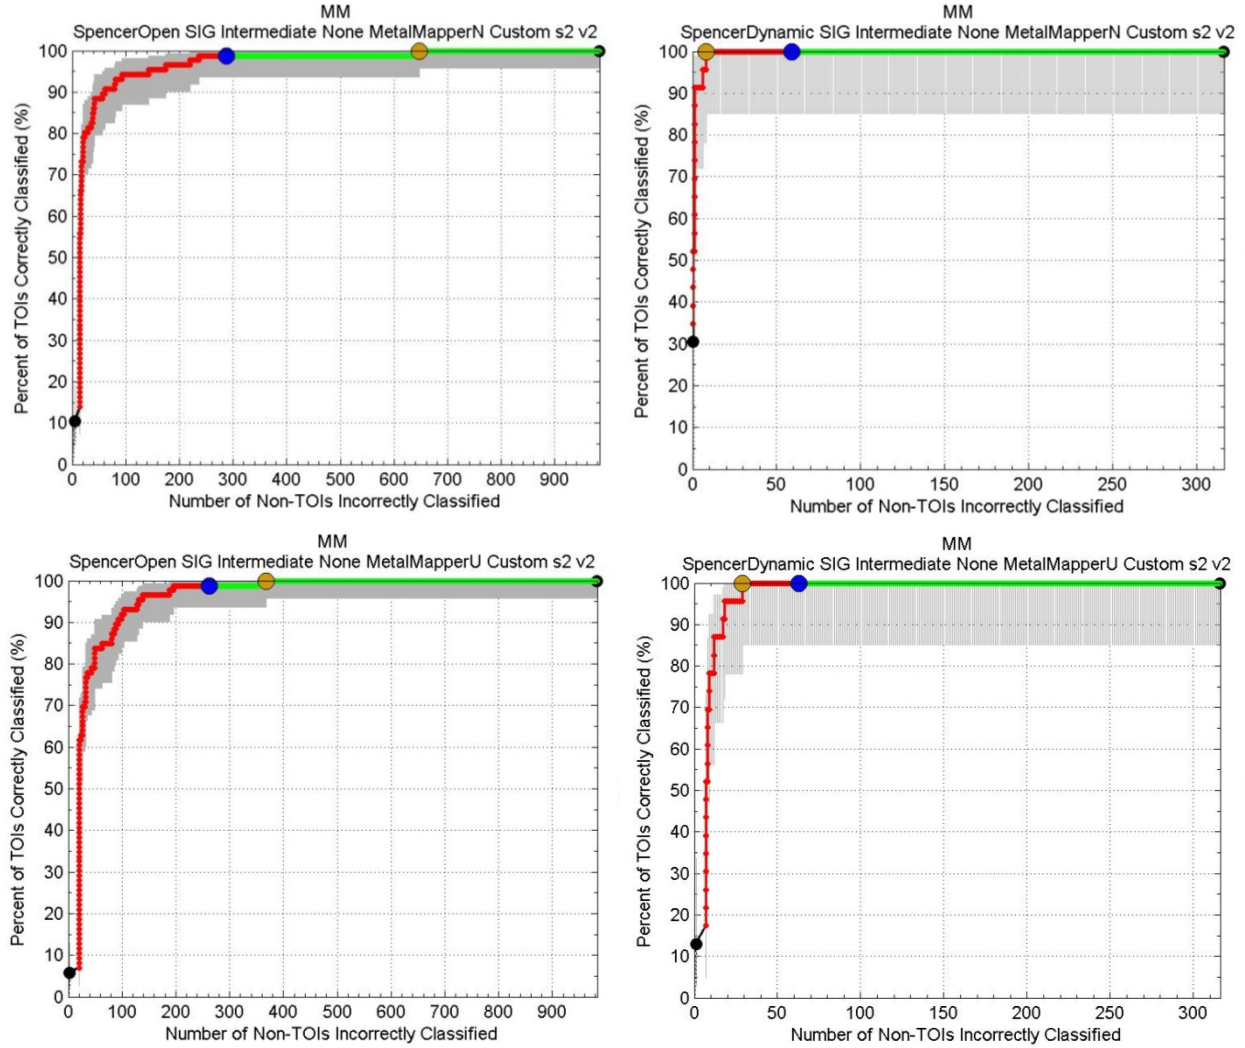 MM
SpencerOpen SIG Intermediate None MetalMapperN Custom s2 v2
100
90
80
70
60
50
40
30
20
10
0
Percent of TOIs Correctly Classified (%)
0 100 200 300 400 500 600 700 800 900
Number of Non-TOIs Incorrectly Classified
MM
SpencerDynamic SIG Intermediate None MetalMapperN Custom s2 v2
100
90
80
70
60
50
40
30
20
10
0
Percent of TOIs Correctly Classified (%)
0 50 100 150 200 250 300
Number of Non-TOIs Incorrectly Classified
MM
SpencerOpen SIG Intermediate None MetalMapperU Custom s2 v2
100
90
80
70
60
50
40
30
20
10
0
Percent of TOIs Correctly Classified (%)
0 100 200 300 400 500 600 700 800 900
Number of Non-TOIs Incorrectly Classified
MM
SpencerDynamic SIG Intermediate None MetalMapperU Custom s2 v2
100
90
80
70
60
50
40
30
20
10
0
Percent of TOIs Correctly Classified (%)
0 50 100 150 200 250 300
Number of Non-TOIs Incorrectly Classified